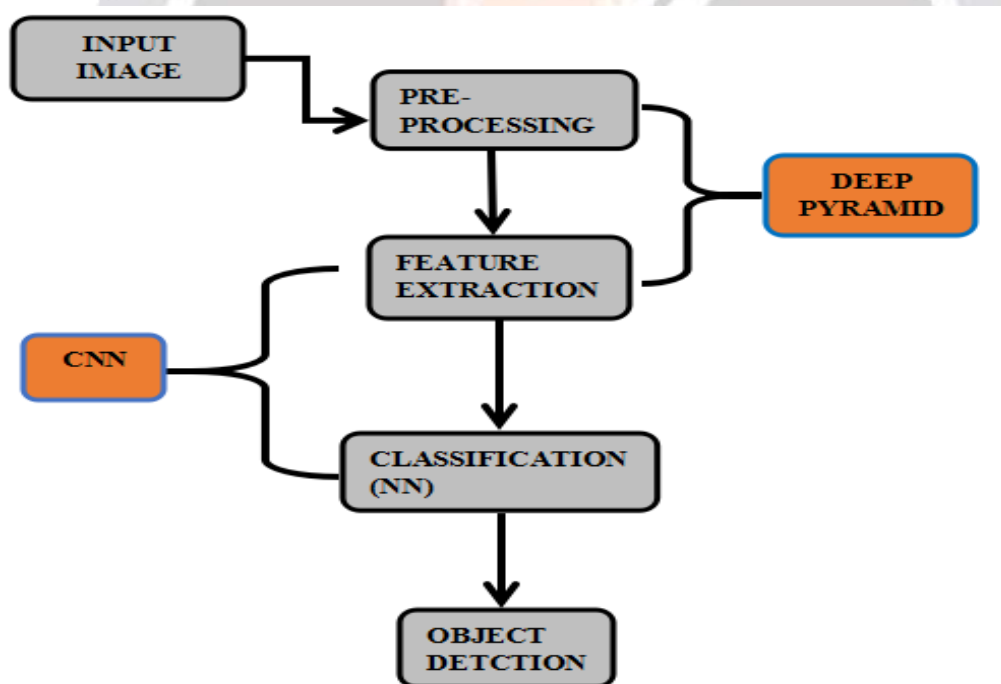 INPUT
IMAGE
PRE-
PROCESSING
DEEP
PYRAMID
FEATURE
EXTRACTION
CNN
CLASSIFICATION
(NN)
OBJECT
DETCTION